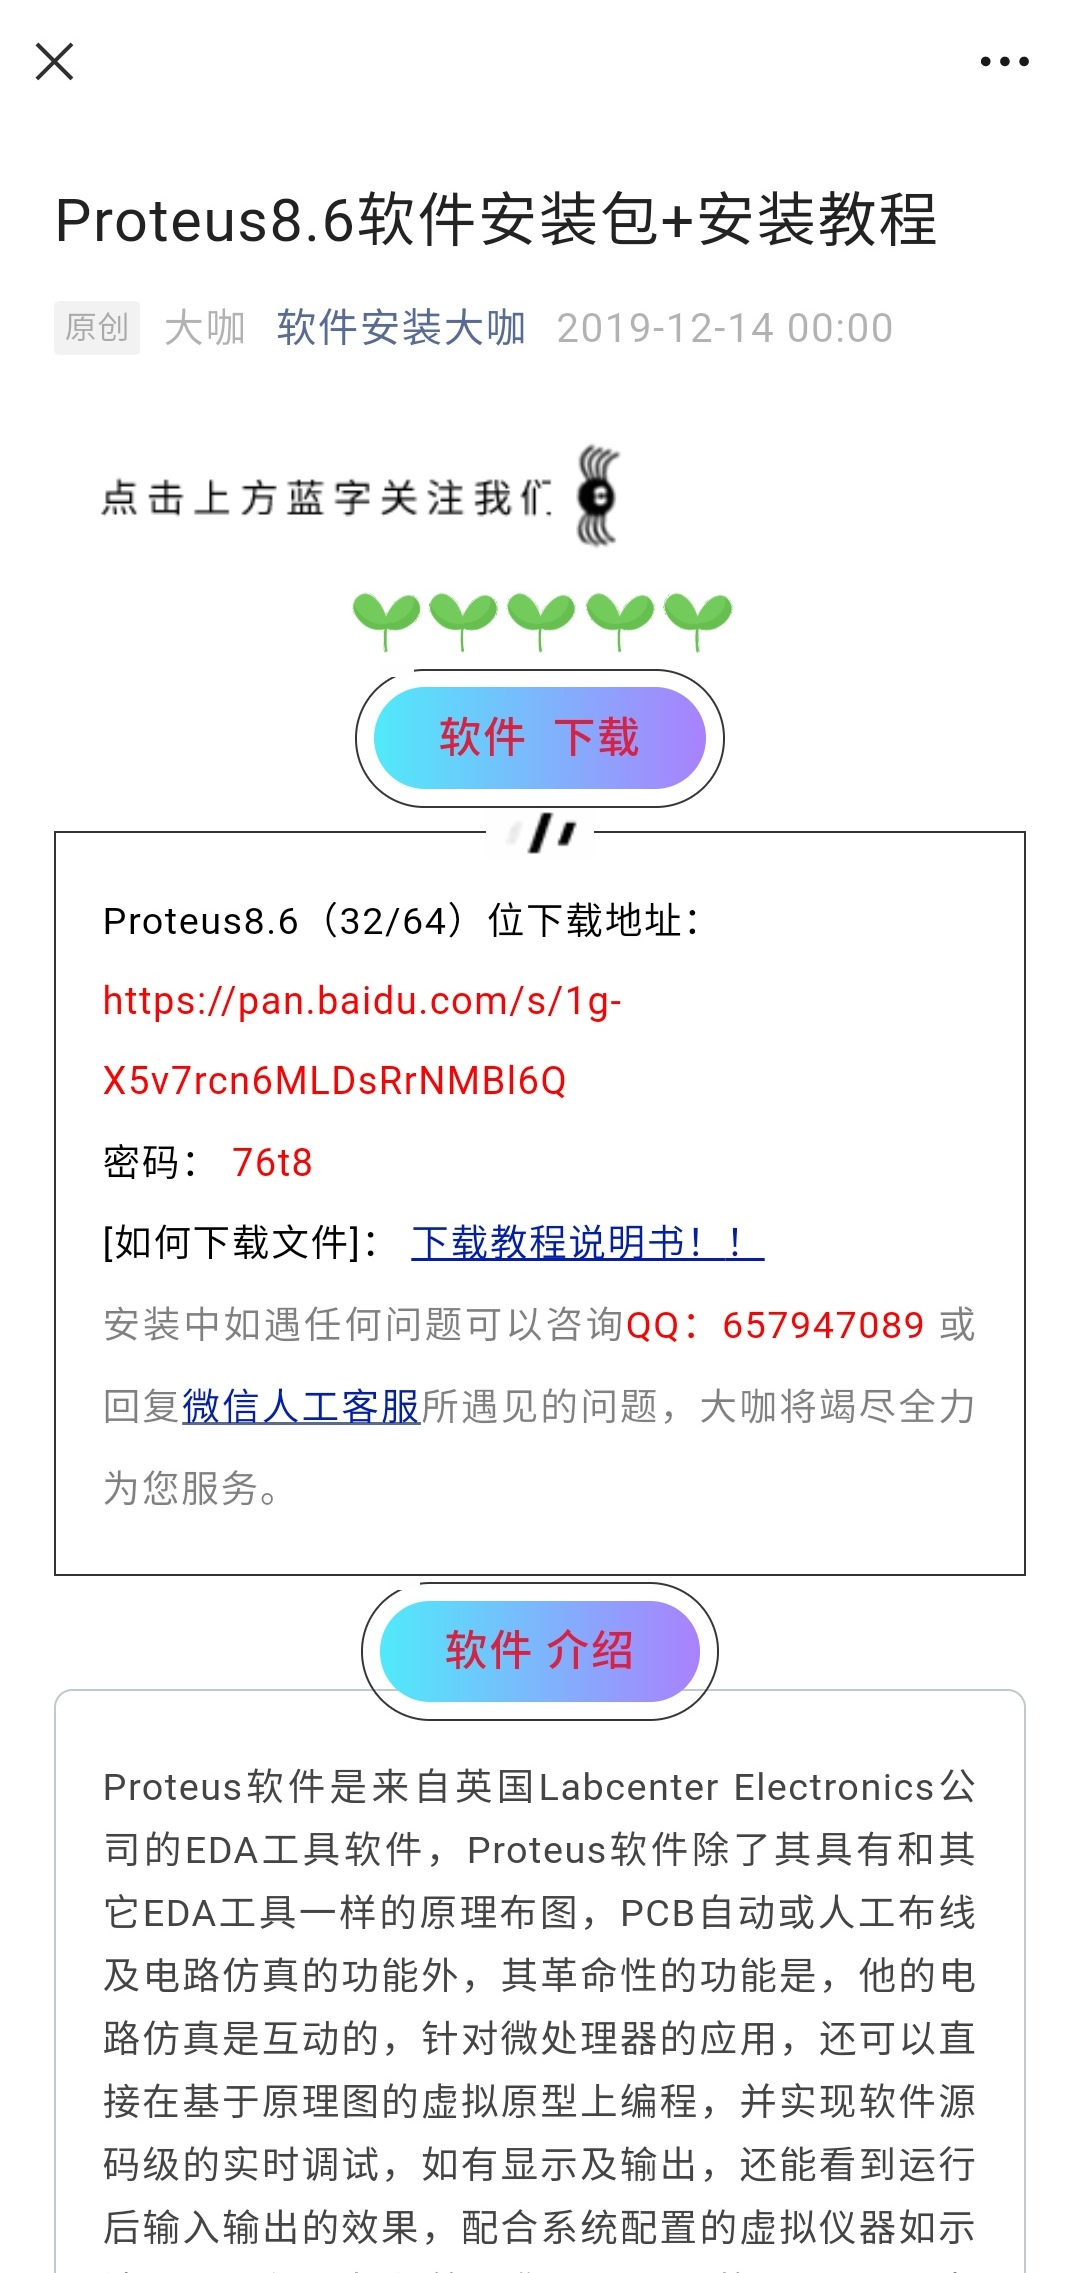 Proteus8.6软件安装包+安装教程
原创 大咖 软件安装大咖 2019-12-14 00:00
点击上方蓝字关注我们
软件 下载
Proteus8.6（32/64）位下载地址：
https://pan.baidu.com/s/1g-
X5v7rcn6MLDsRrNMBl6Q
密码： 76t8
[如何下载文件]： 下载教程说明书！！
安装中如遇任何问题可以咨询QQ：657947089 或
回复微信人工客服所遇见的问题，大咖将竭尽全力
为您服务。
软件 介绍
Proteus软件是来自英国Labcenter Electronics公
司的EDA工具软件，Proteus软件除了其具有和其
它EDA工具一样的原理布图，PCB自动或人工布线
及电路仿真的功能外，其革命性的功能是，他的电
路仿真是互动的，针对微处理器的应用，还可以直
接在基于原理图的虚拟原型上编程，并实现软件源
码级的实时调试，如有显示及输出，还能看到运行
后输入输出的效果，配合系统配置的虚拟仪器如示